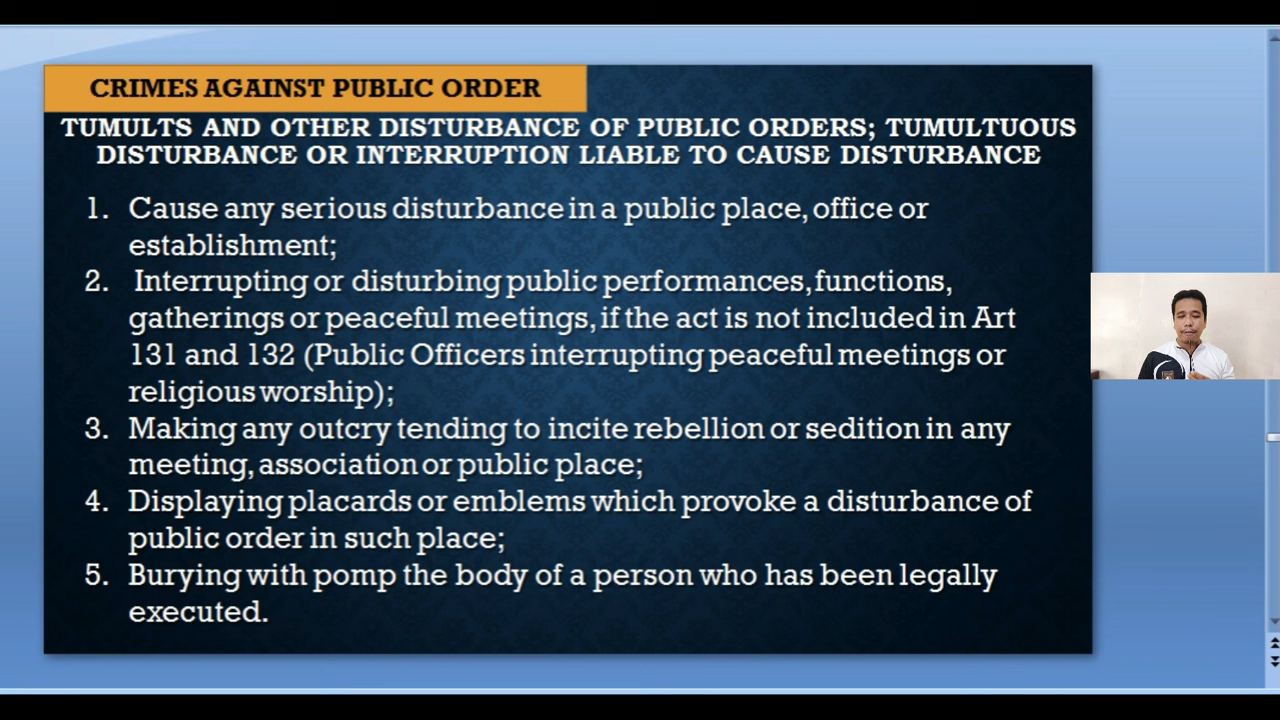 CRIMES AGAINST PUBLIC ORDER
TUMULTS AND OTHER DISTURBANCE OF PUBLIC ORDERS; TUMULTUOUS
DISTURBANCE OR INTERRUPTION LIABLE TO CAUSE DISTURBANCE
1. Cause any serious disturbance in a public place, office or
establishment;
2. Interrupting or disturbing public performances, functions,
gatherings or peaceful meetings, if the act is not included in Art
131 and 132 (Public Officers interrupting peaceful meetings or
religious worship);
3. Making any outcry tending to incite rebellion or sedition in any
meeting, association or public place;
4. Displaying placards or emblems which provoke a disturbance of
public order in such place;
5. Burying with pomp the body of a person who has been legally
executed.